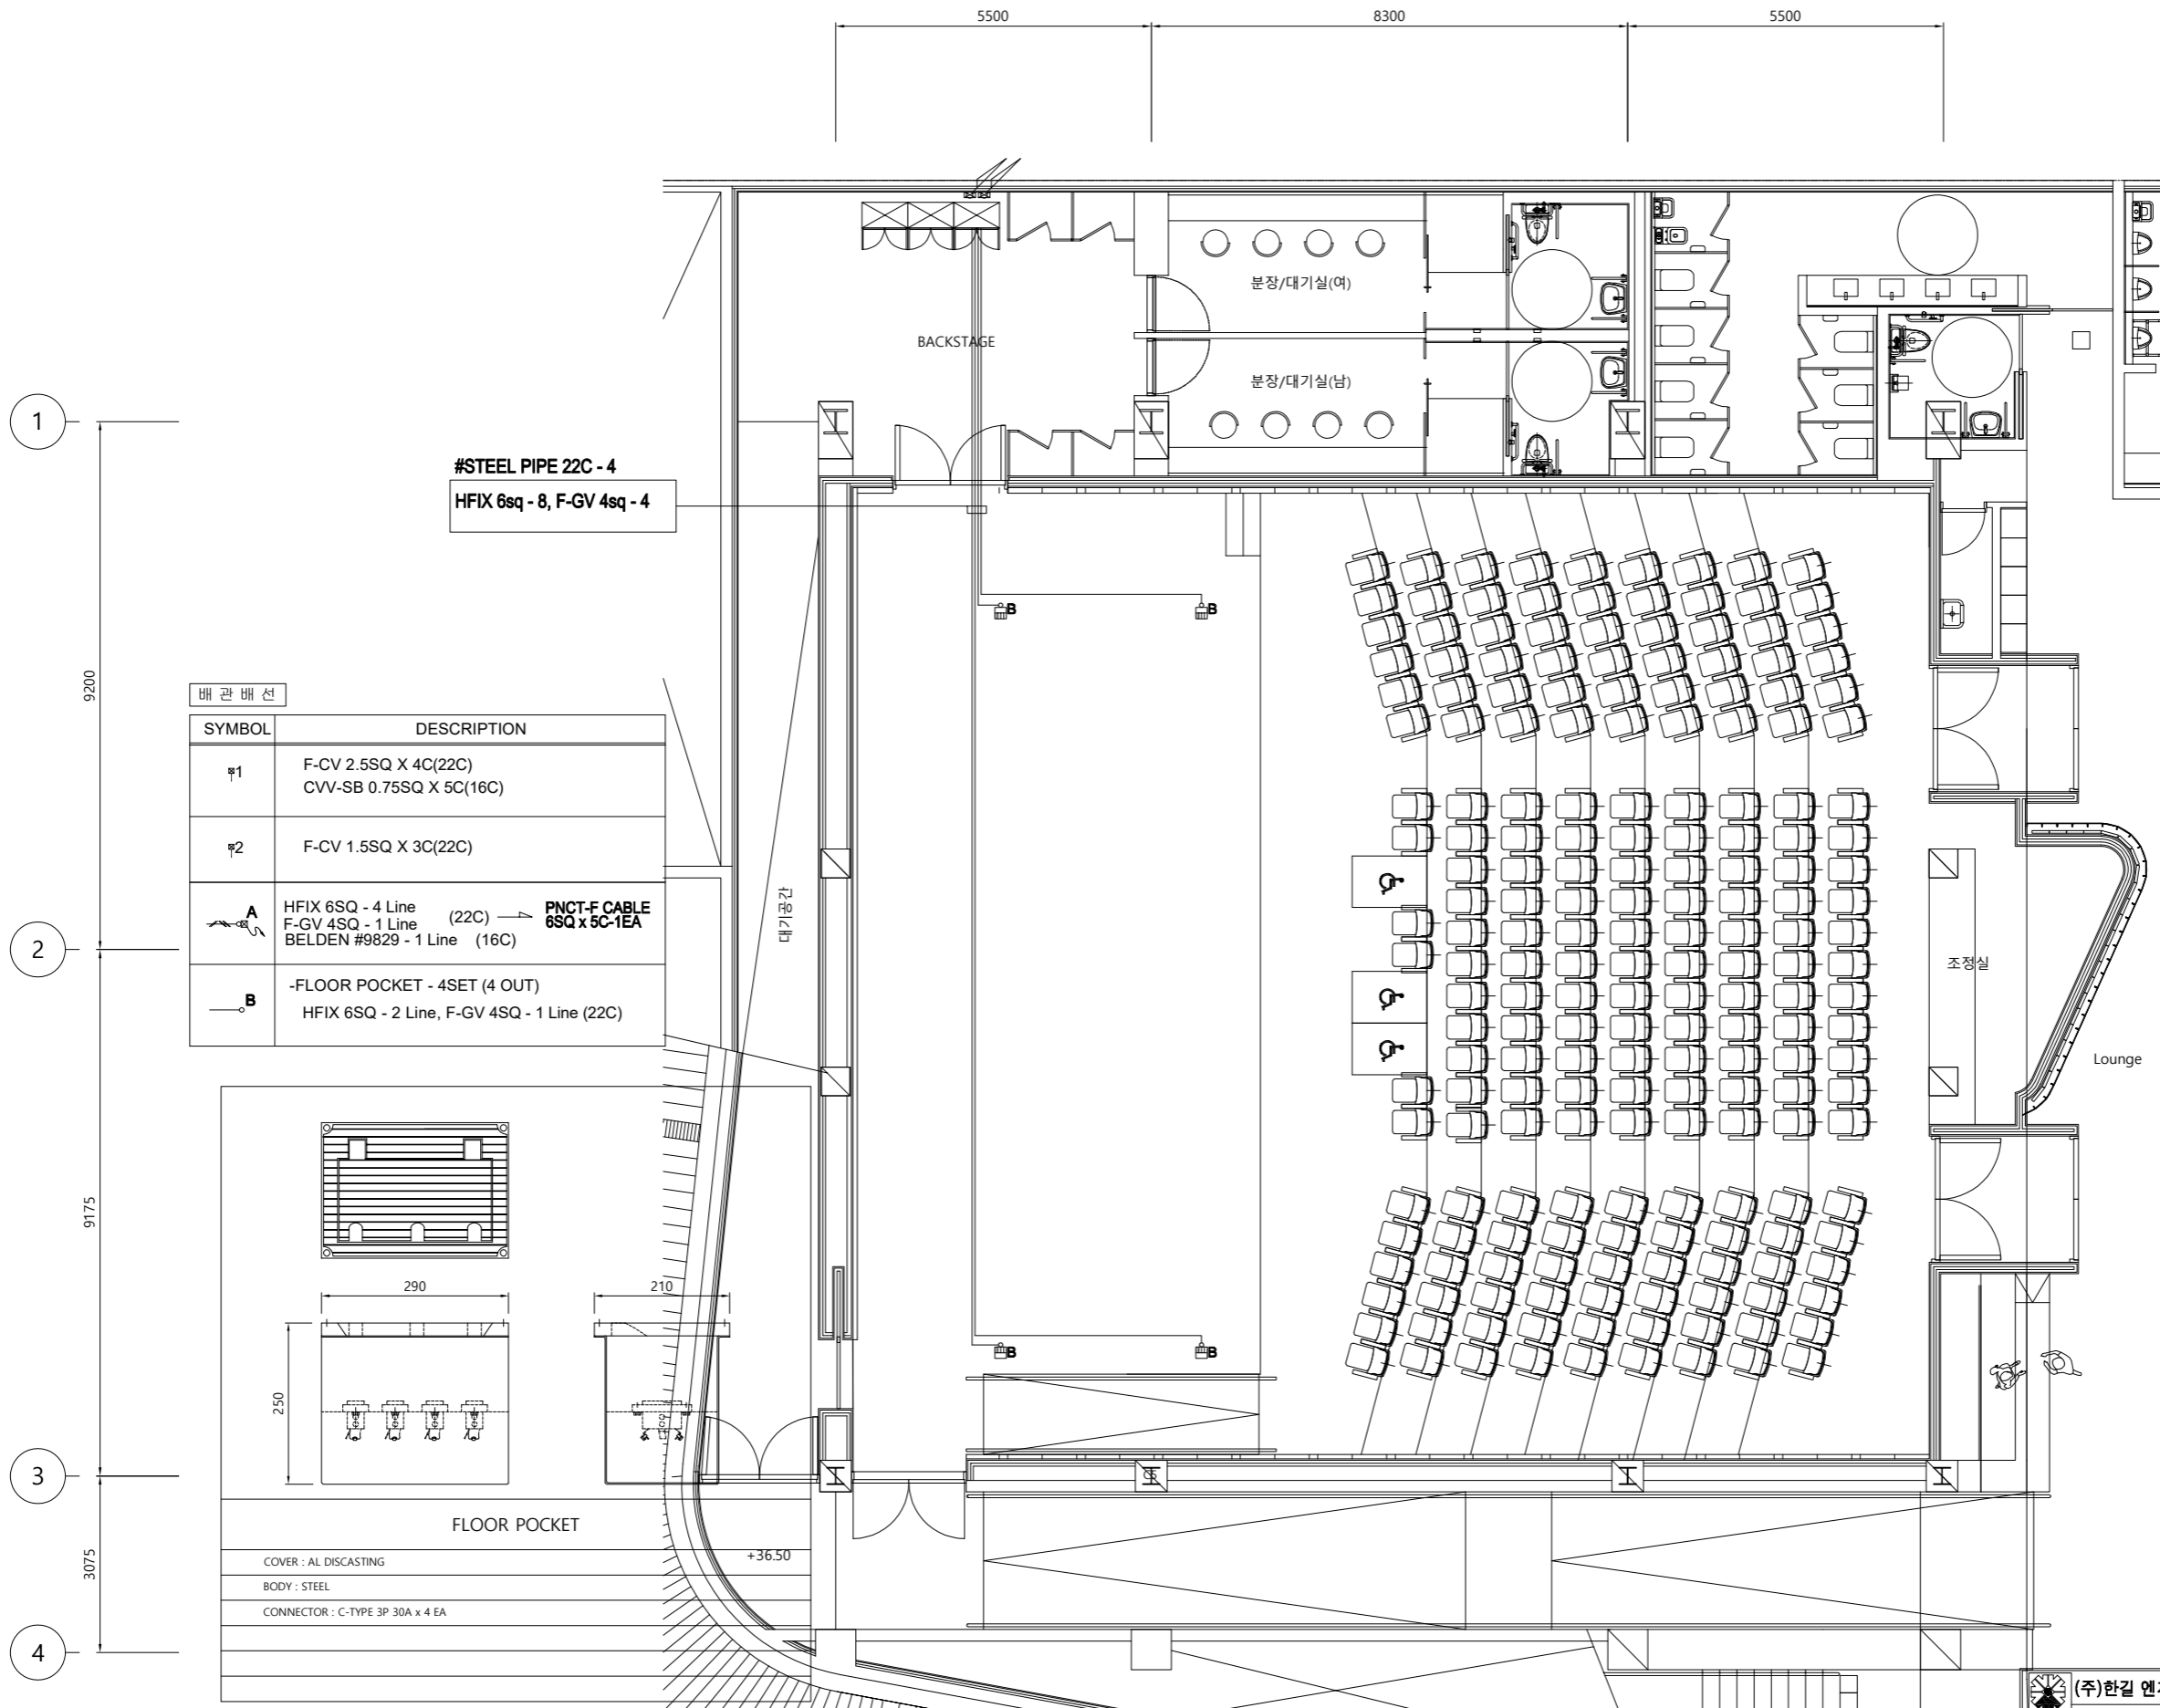 5500
8300
5500
분장/대기실(여)
BACKSTAGE
분장/대기실(남)
1
#STEEL PIPE 22C - 4
HFIX 6sq - 8, F-GV 4sq - 4
B
B
9200
배 관 배 선
SYMBOL
DESCRIPTION
1
F-CV 2.5SQ X 4C(22C)
CVV-SB 0.75SQ X 5C(16C)
2
F-CV 1.5SQ X 3C(22C)
A
HFIX 6SQ - 4 Line
F-GV 4SQ - 1 Line
(22C)
PNCT-F CABLE
6SQ x 5C-1EA
BELDEN #9829 - 1 Line
(16C)
B
-FLOOR POCKET - 4SET (4 OUT)
HFIX 6SQ - 2 Line, F-GV 4SQ - 1 Line (22C)
대기공간
2
조정실
Lounge
9175
290
210
250
B
B
3
FLOOR POCKET
COVER : AL DISCASTING
BODY : STEEL
CONNECTOR : C-TYPE 3P 30A x 4 EA
+36.50
3075
4
(주)한길